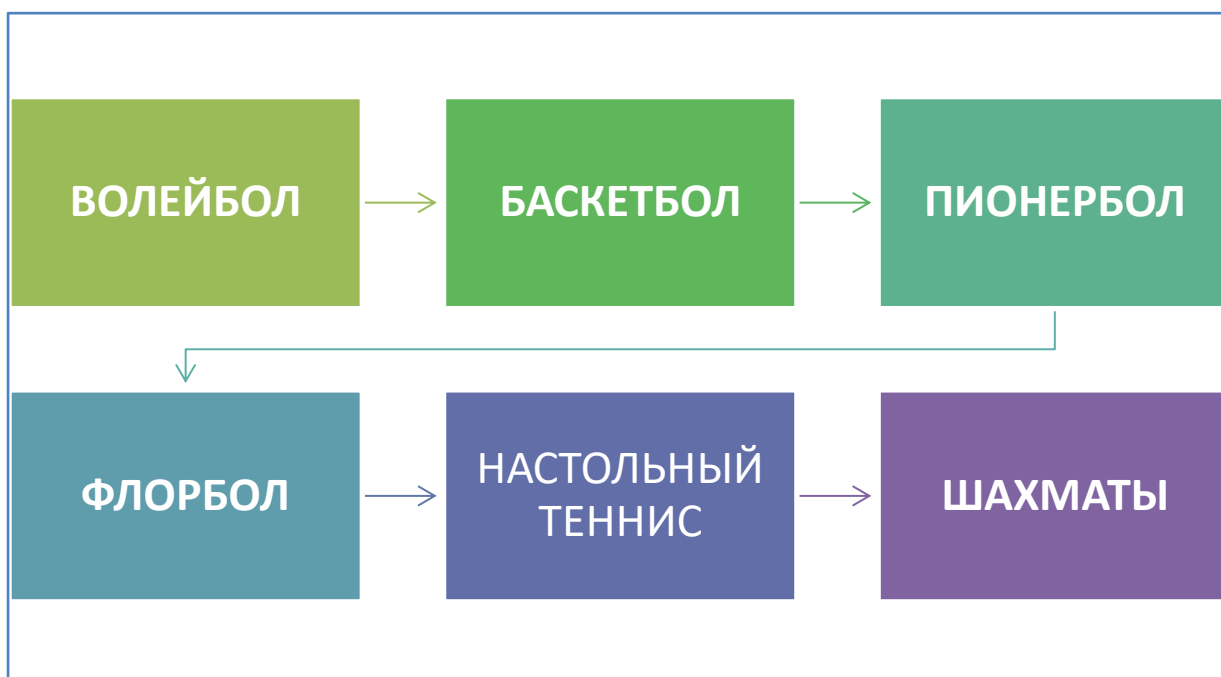 ВОЛЕЙБОЛ
БАСКЕТБОЛ
ПИОНЕРБОЛ
ФЛОРБОЛ
НАСТОЛЬНЫЙ
ТЕННИС
ШАХМАТЫ